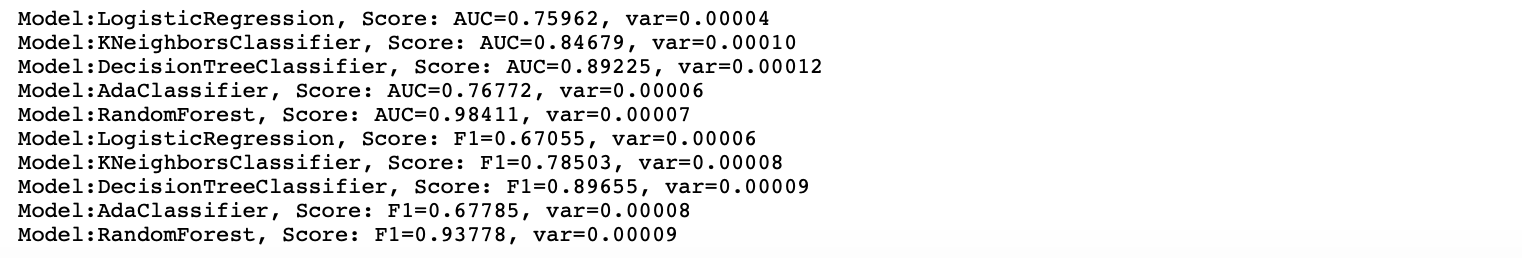 Model:LogisticRegression, Score: AUC=0.75962, var=0.00004
Model:KNeighborsClassifier, Score: AUC=0.84679, var=0.00010
Model:DecisionTreeClassifier, Score: AUC=0.89225, var=0.00012
Model:AdaClassifier, Score: AUC=0.76772, var=0.00006
Model:RandomForest, Score: AUC=0.98411, var=0.00007
Model:LogisticRegression, Score: F1=0.67055, var=0.00006
Model:KNeighborsClassifier, Score: F1=0.78503, var=0.00008
Model:DecisionTreeClassifier, Score: F1=0.89655, var=0.00009
Model:AdaClassifier, Score: F1=0.67785, var=0.00008
Model:RandomForest, Score: F1=0.93778, var=0.00009